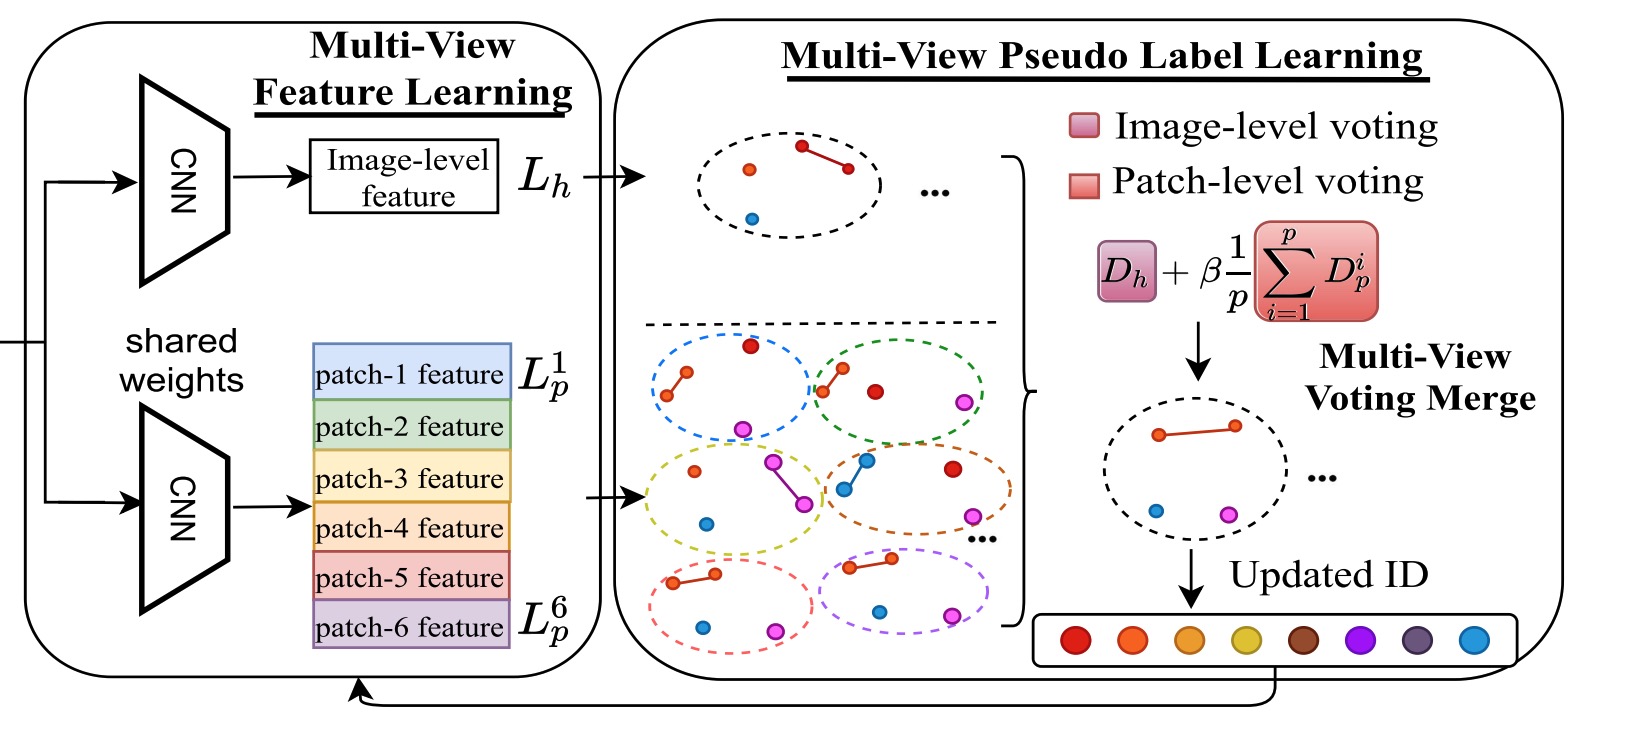 Multi-View
Feature Learning
CNN
Image-level
feature
L_h
shared
weights
CNN
patch-1 feature
L_p^1
patch-2 feature
patch-3 feature
patch-4 feature
patch-5 feature
patch-6 feature
L_p^6
Multi-View Pseudo Label Learning
...
...
Image-level voting
Patch-level voting
D_h + β \frac{1}{p} \sum_{i=1}^{p} D_p^i
Multi-View
Voting Merge
...
Updated ID